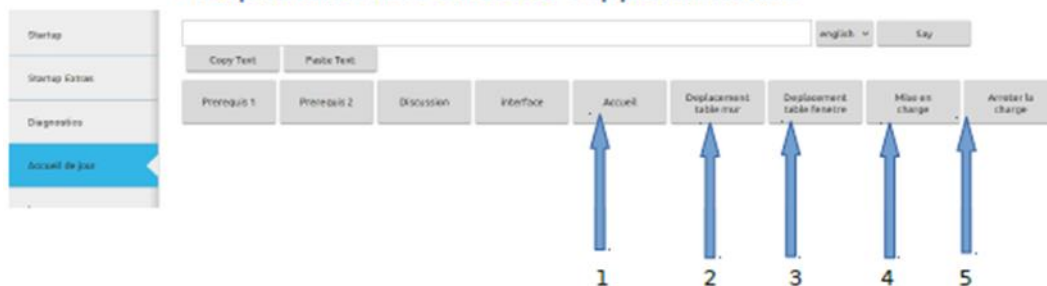 Startup
Startup Extras
Diagnostics
Accueil de jour
english
Say
Copy Text
Paste Text
Prerequis 1
Prerequis 2
Discussion
interface
Accueil
Deplacement
table mur
Deplacement
table fenetre
Mise en
charge
Arreter la
charge
1
2
3
4
5